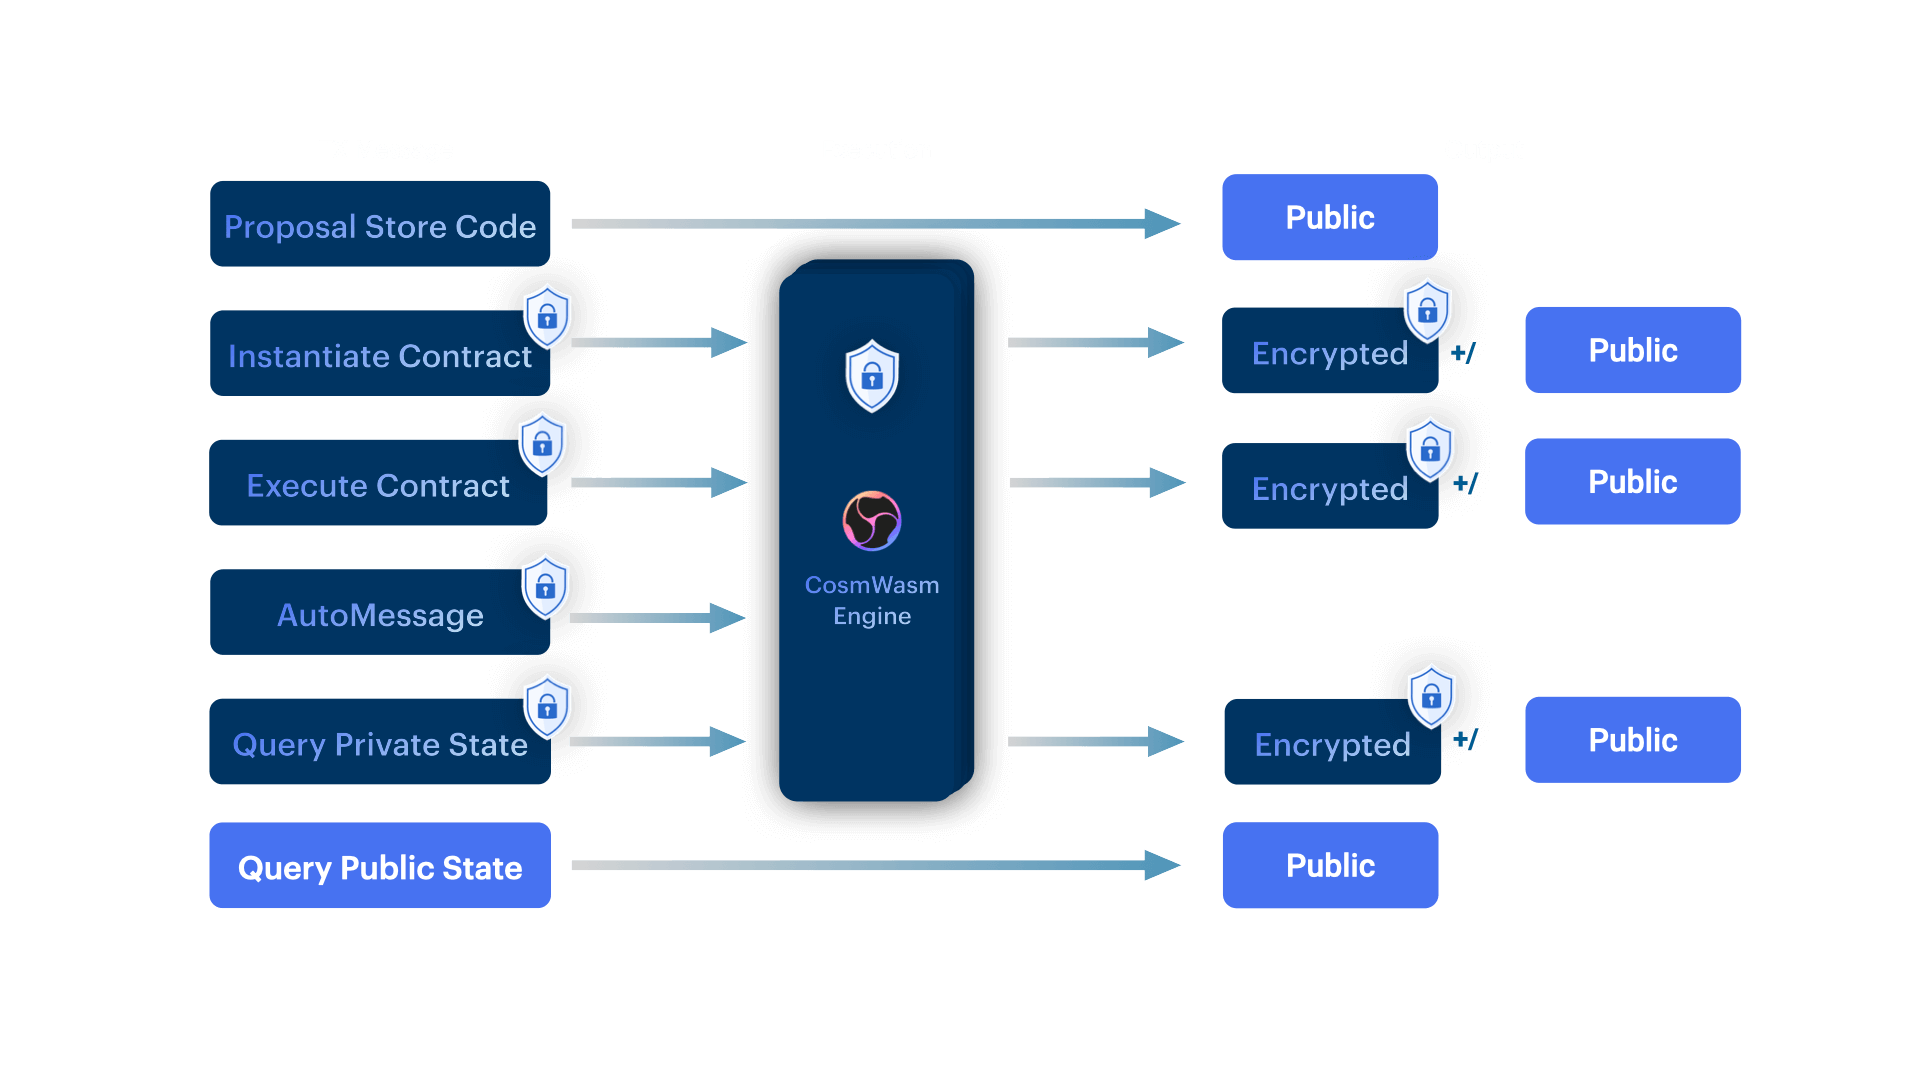 Proposal Store Code
Public
Instantiate Contract
Encrypted
+/
Public
Execute Contract
Encrypted
+/
Public
CosmWasm
Engine
AutoMessage
Query Private State
Encrypted
+/
Public
Query Public State
Public